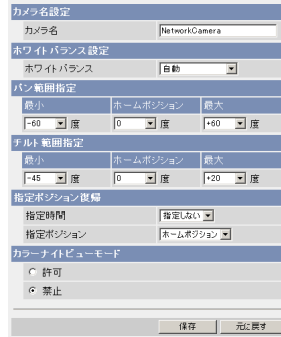 カメラ名設定
カメラ名 NetworkCamera
ホワイトバランス設定
ホワイトバランス 自動
パン範囲指定
最小 ホームポジション 最大
-60 度 0 度 +60 度
チルト範囲指定
最小 ホームポジション 最大
-45 度 0 度 +20 度
指定ポジション復帰
指定時間 指定しない
指定ポジション ホームポジション
カラーナイトビューモード
許可
禁止
保存 元に戻す